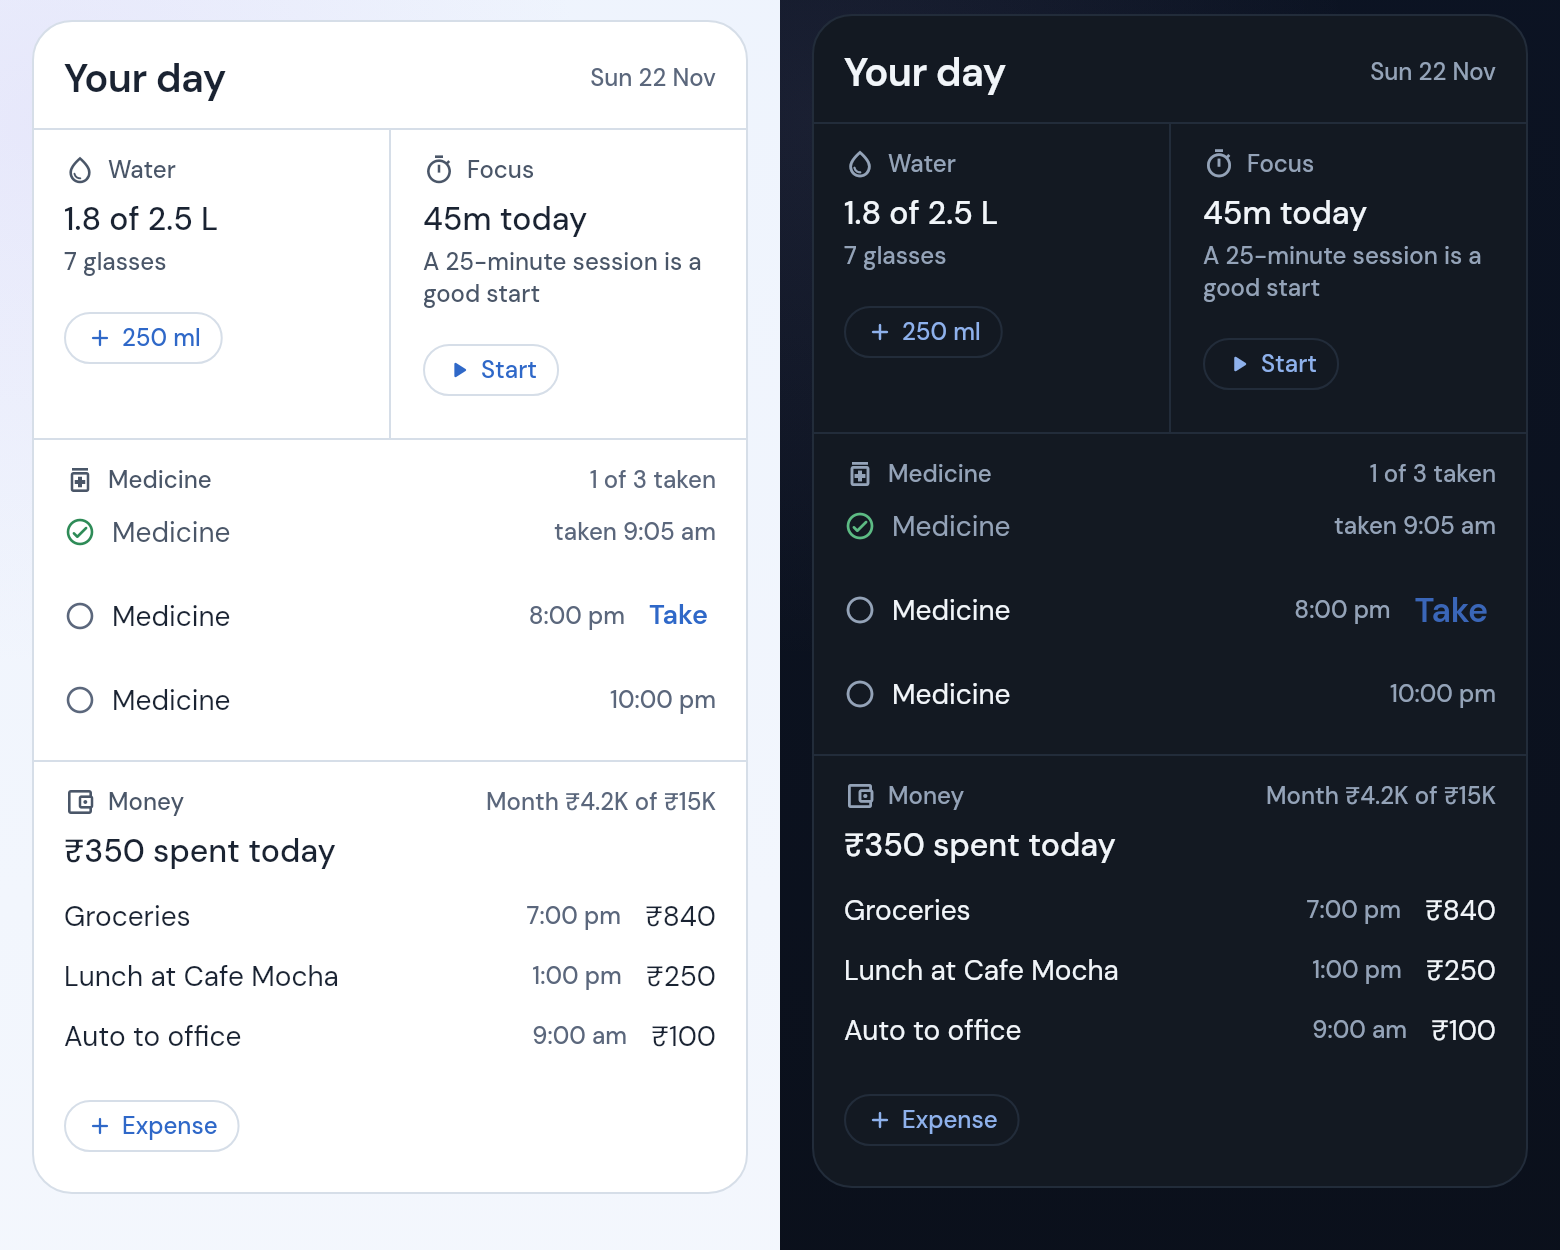 Your day
Sun 22 Nov
Water
1.8 of 2.5 L
7 glasses
+ 250 ml
Focus
45m today
A 25-minute session is a
good start
Start
Medicine
1 of 3 taken
Medicine
taken 9:05 am
Medicine
8:00 pm
Take
Medicine
10:00 pm
Money
Month ₹4.2K of ₹15K
₹350 spent today
Groceries
7:00 pm
₹840
Lunch at Cafe Mocha
1:00 pm
₹250
Auto to office
9:00 am
₹100
+ Expense
Your day
Sun 22 Nov
Water
1.8 of 2.5 L
7 glasses
+ 250 ml
Focus
45m today
A 25-minute session is a
good start
Start
Medicine
1 of 3 taken
Medicine
taken 9:05 am
Medicine
8:00 pm
Take
Medicine
10:00 pm
Money
Month ₹4.2K of ₹15K
₹350 spent today
Groceries
7:00 pm
₹840
Lunch at Cafe Mocha
1:00 pm
₹250
Auto to office
9:00 am
₹100
+ Expense